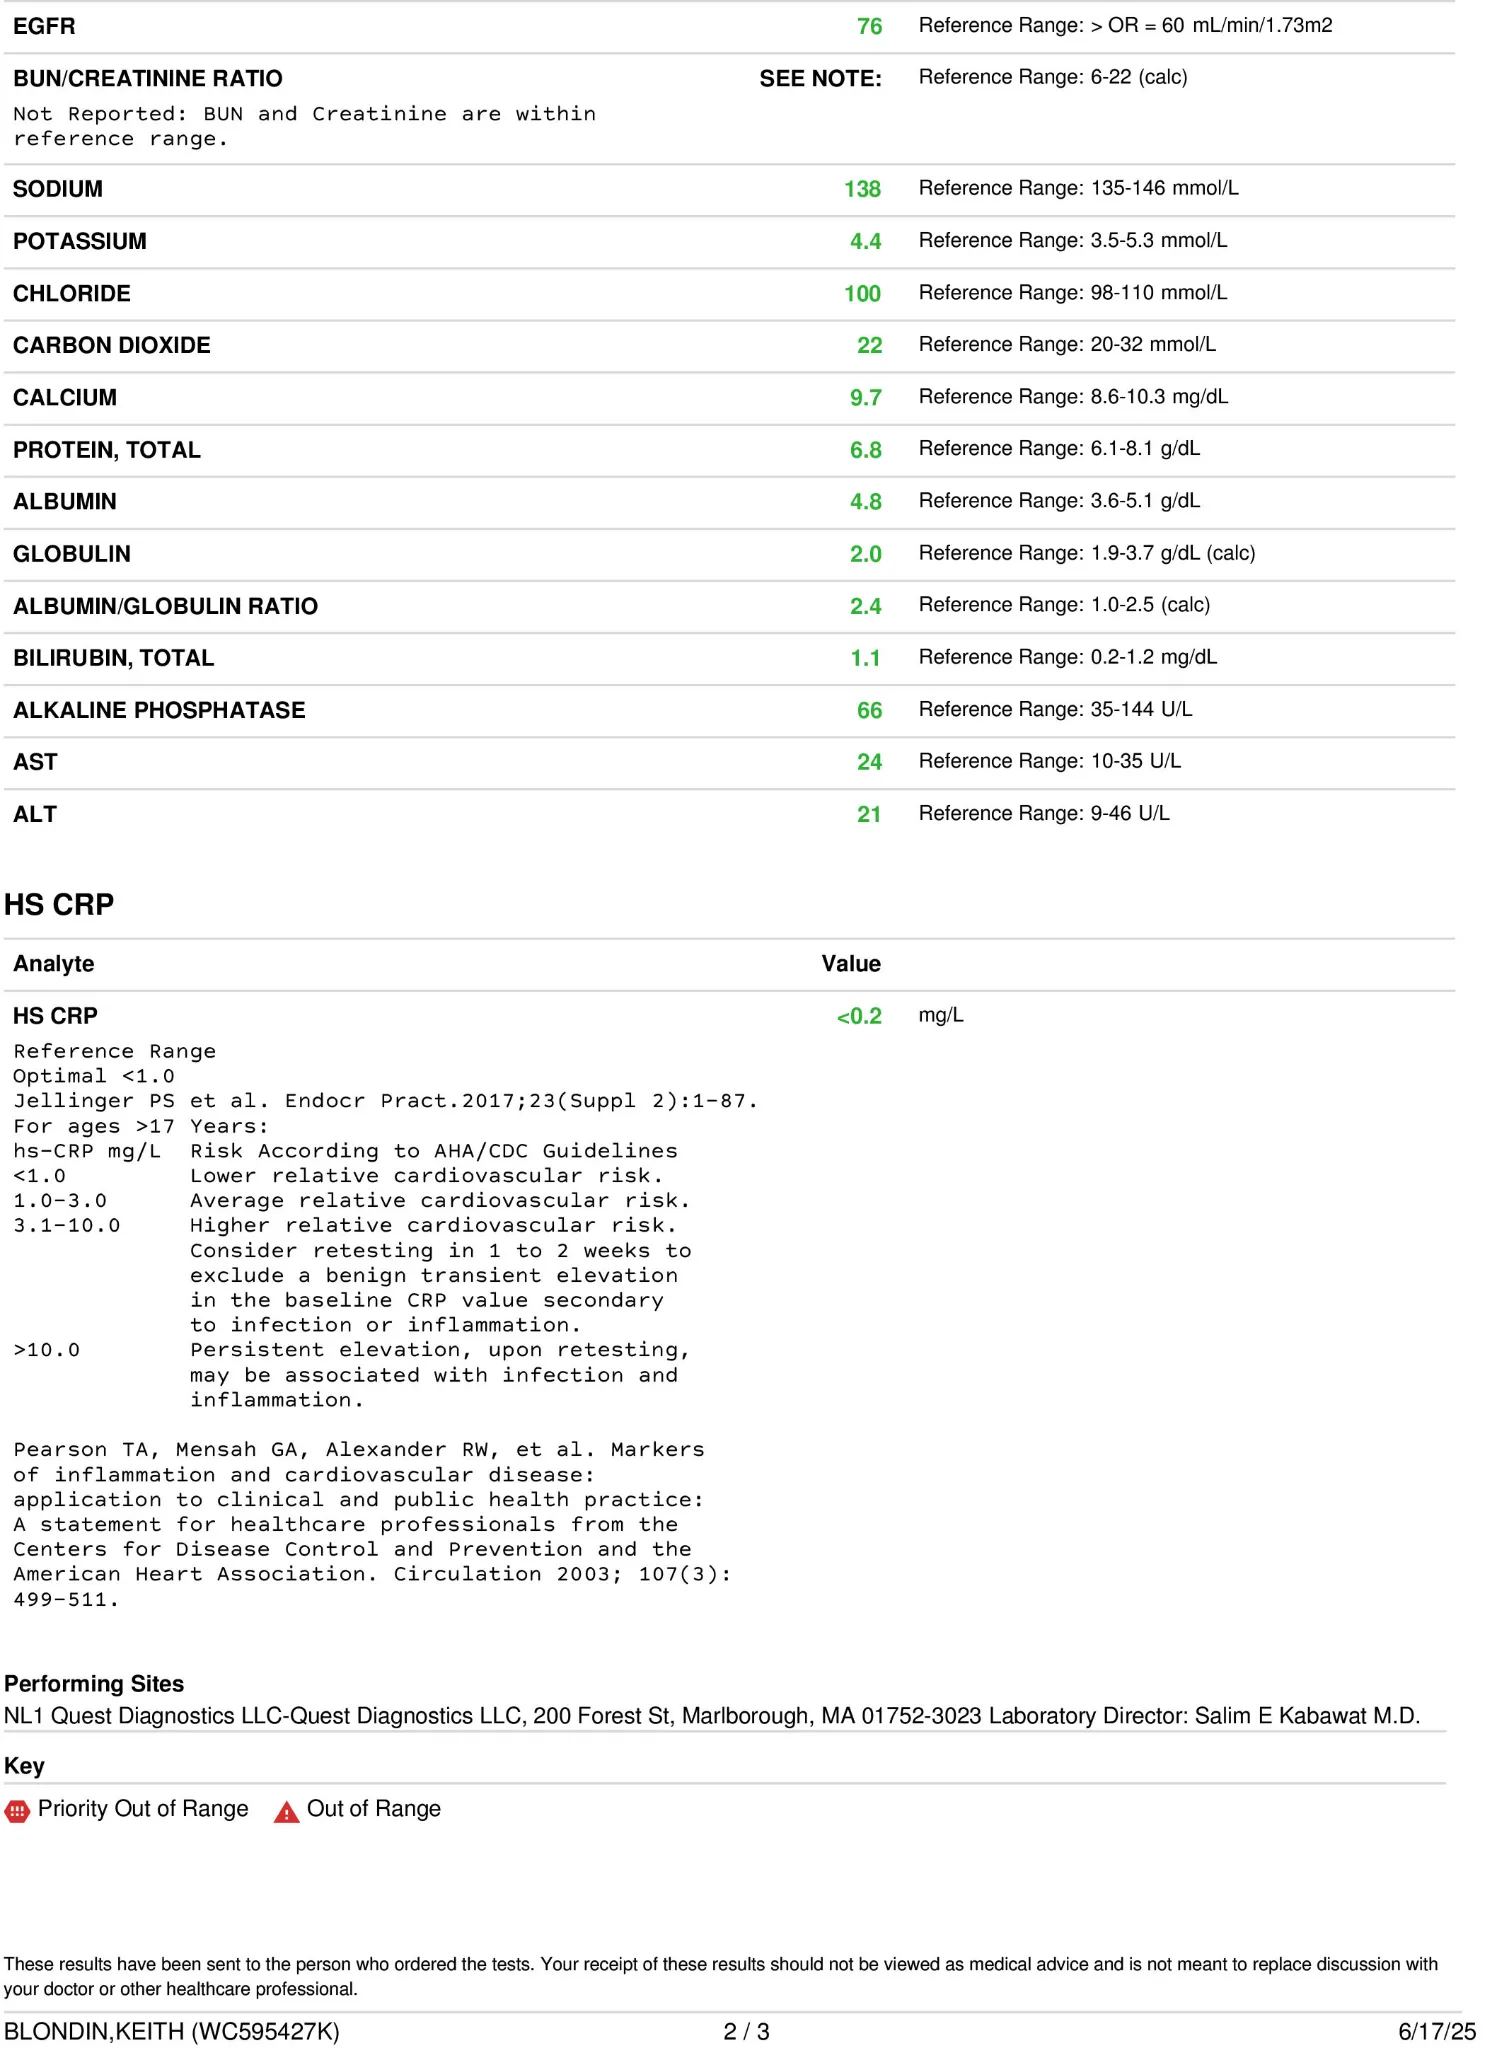 EGFR 76 Reference Range: > OR = 60 mL/min/1.73m2
BUN/CREATININE RATIO SEE NOTE: Reference Range: 6-22 (calc)
Not Reported: BUN and Creatinine are within
reference range.
SODIUM 138 Reference Range: 135-146 mmol/L
POTASSIUM 4.4 Reference Range: 3.5-5.3 mmol/L
CHLORIDE 100 Reference Range: 98-110 mmol/L
CARBON DIOXIDE 22 Reference Range: 20-32 mmol/L
CALCIUM 9.7 Reference Range: 8.6-10.3 mg/dL
PROTEIN, TOTAL 6.8 Reference Range: 6.1-8.1 g/dL
ALBUMIN 4.8 Reference Range: 3.6-5.1 g/dL
GLOBULIN 2.0 Reference Range: 1.9-3.7 g/dL (calc)
ALBUMIN/GLOBULIN RATIO 2.4 Reference Range: 1.0-2.5 (calc)
BILIRUBIN, TOTAL 1.1 Reference Range: 0.2-1.2 mg/dL
ALKALINE PHOSPHATASE 66 Reference Range: 35-144 U/L
AST 24 Reference Range: 10-35 U/L
ALT 21 Reference Range: 9-46 U/L
HS CRP
Analyte Value
HS CRP <0.2 mg/L
Reference Range
Optimal <1.0
Jellinger PS et al. Endocr Pract.2017;23(Suppl 2):1-87.
For ages >17 Years:
hs-CRP mg/L Risk According to AHA/CDC Guidelines
<1.0 Lower relative cardiovascular risk.
1.0-3.0 Average relative cardiovascular risk.
3.1-10.0 Higher relative cardiovascular risk.
Consider retesting in 1 to 2 weeks to
exclude a benign transient elevation
in the baseline CRP value secondary
to infection or inflammation.
>10.0 Persistent elevation, upon retesting,
may be associated with infection and
inflammation.
Pearson TA, Mensah GA, Alexander RW, et al. Markers
of inflammation and cardiovascular disease:
application to clinical and public health practice:
A statement for healthcare professionals from the
Centers for Disease Control and Prevention and the
American Heart Association. Circulation 2003; 107(3):
499-511.
Performing Sites
NL1 Quest Diagnostics LLC-Quest Diagnostics LLC, 200 Forest St, Marlborough, MA 01752-3023 Laboratory Director: Salim E Kabawat M.D.
Key
Priority Out of Range Out of Range
These results have been sent to the person who ordered the tests. Your receipt of these results should not be viewed as medical advice and is not meant to replace discussion with
your doctor or other healthcare professional.
BLONDIN,KEITH (WC595427K) 2 / 3 6/17/25